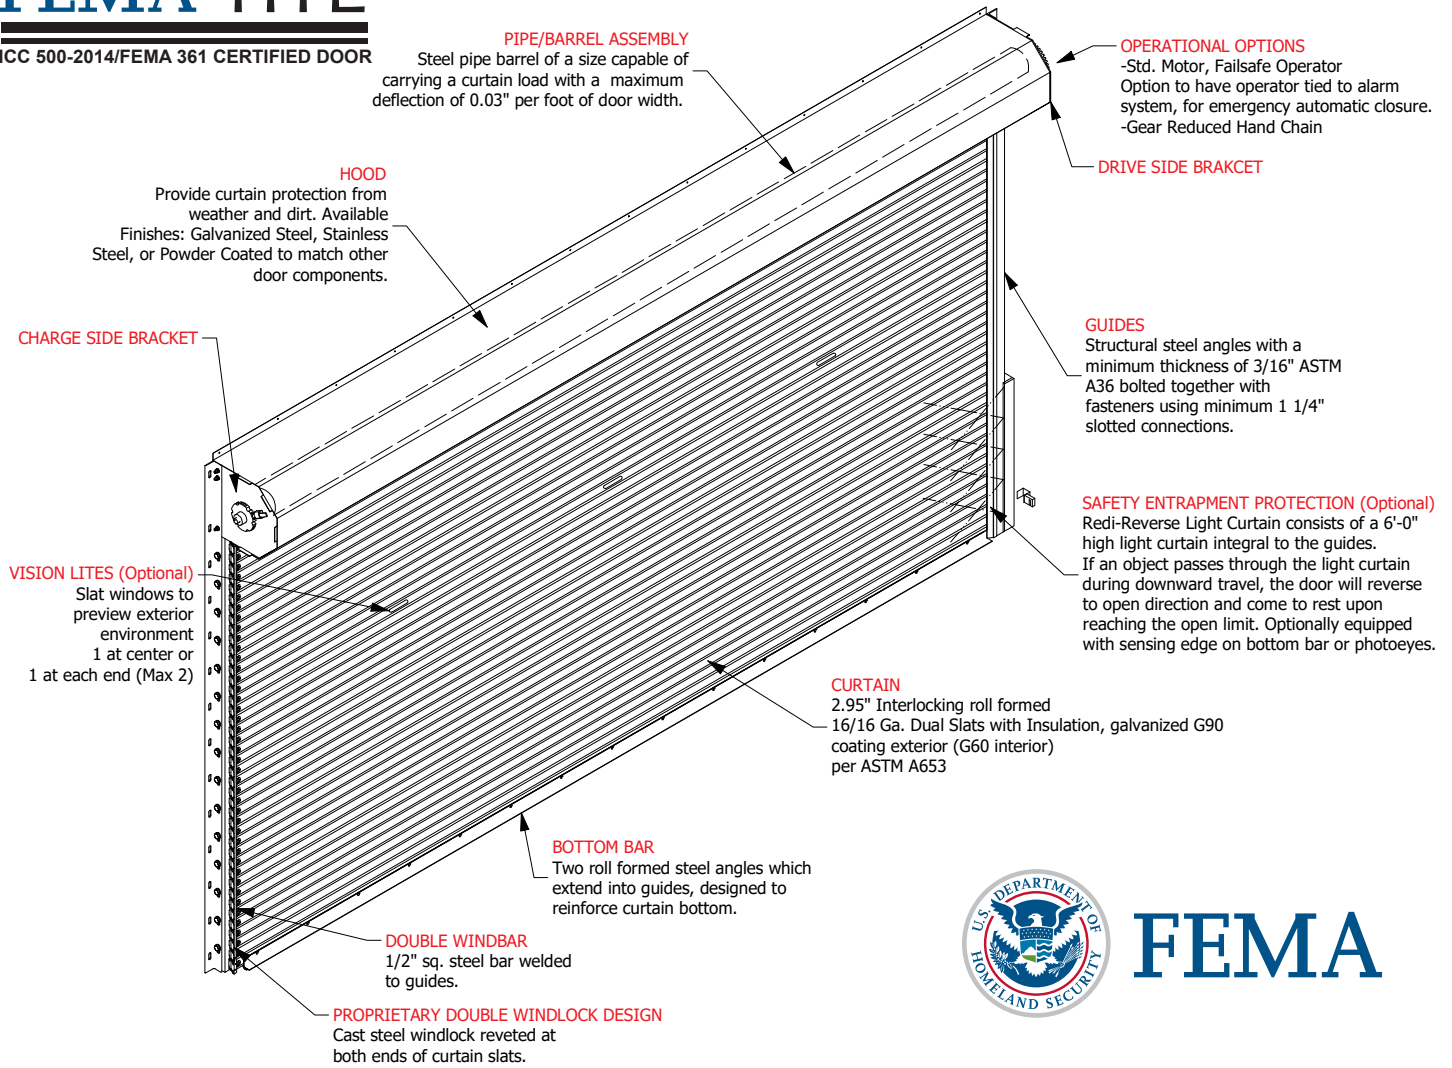 FEMA TITE
ICC 500-2014/FEMA 361 CERTIFIED DOOR
PIPE/BARREL ASSEMBLY
Steel pipe barrel of a size capable of
carrying a curtain load with a maximum
deflection of 0.03" per foot of door width.
OPERATIONAL OPTIONS
-Std. Motor, Failsafe Operator
Option to have operator tied to alarm
system, for emergency automatic closure.
-Gear Reduced Hand Chain
DRIVE SIDE BRAKCET
HOOD
Provide curtain protection from
weather and dirt. Available
Finishes: Galvanized Steel, Stainless
Steel, or Powder Coated to match other
door components.
CHARGE SIDE BRACKET
GUIDES
Structural steel angles with a
minimum thickness of 3/16" ASTM
A36 bolted together with
fasteners using minimum 1 1/4"
slotted connections.
SAFETY ENTRAPMENT PROTECTION (Optional)
Redi-Reverse Light Curtain consists of a 6'-0"
high light curtain integral to the guides.
If an object passes through the light curtain
during downward travel, the door will reverse
to open direction and come to rest upon
reaching the open limit. Optionally equipped
with sensing edge on bottom bar or photoeyes.
VISION LITES (Optional)
Slat windows to
preview exterior
environment
1 at center or
1 at each end (Max 2)
CURTAIN
2.95" Interlocking roll formed
16/16 Ga. Dual Slats with Insulation, galvanized G90
coating exterior (G60 interior)
per ASTM A653
BOTTOM BAR
Two roll formed steel angles which
extend into guides, designed to
reinforce curtain bottom.
DOUBLE WINDBAR
1/2" sq. steel bar welded
to guides.
PROPRIETARY DOUBLE WINDLOCK DESIGN
Cast steel windlock reveted at
both ends of curtain slats.
U.S. DEPARTMENT OF
HOMELAND SECURITY
FEMA